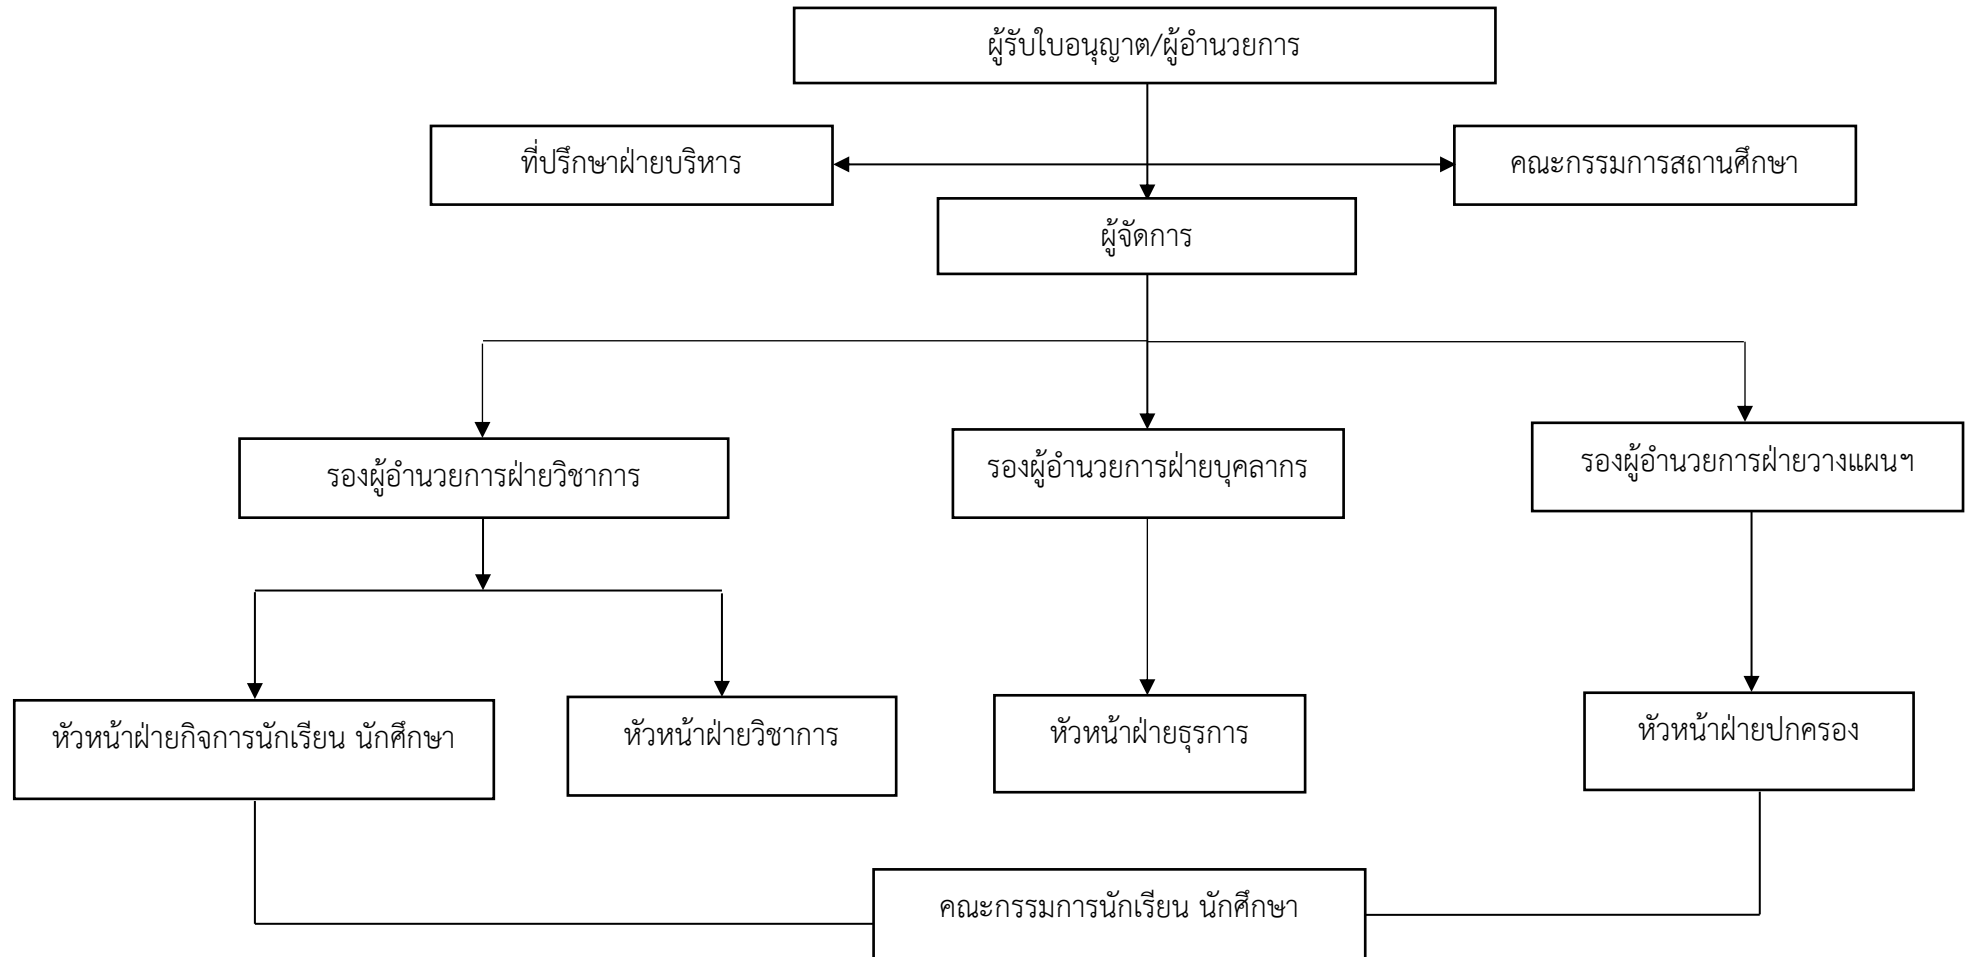 ผู้รับใบอนุญาต/ผู้อำนวยการ
ที่ปรึกษาฝ่ายบริหาร
คณะกรรมการสถานศึกษา
ผู้จัดการ
รองผู้อำนวยการฝ่ายวิชาการ
รองผู้อำนวยการฝ่ายบุคลากร
รองผู้อำนวยการฝ่ายวางแผนฯ
หัวหน้าฝ่ายกิจการนักเรียน นักศึกษา
หัวหน้าฝ่ายวิชาการ
หัวหน้าฝ่ายธุรการ
หัวหน้าฝ่ายปกครอง
คณะกรรมการนักเรียน นักศึกษา